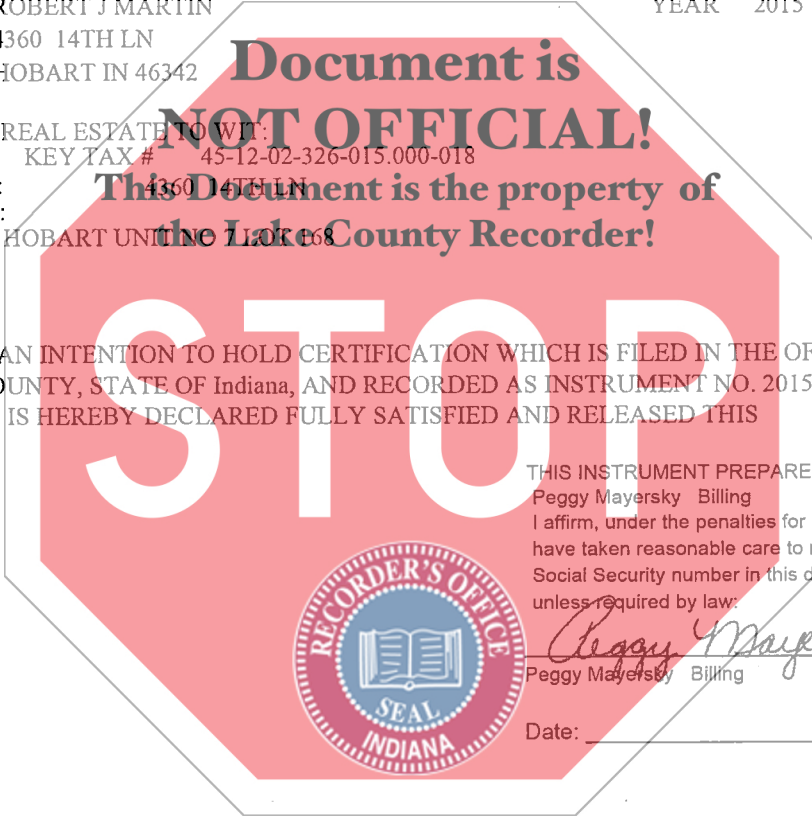 ROBERT J MARTIN YEAR 2015
4360 14TH LN
HOBART IN 46342
Document is
NOT OFFICIAL!
REAL ESTATE TO WIT:
KEY TAX # 45-12-02-326-015.000-018
This Document is the property of
: 4360 14TH LN
:
the Lake County Recorder!
HOBART UNIT NO 7 LOT 168
STOP
AN INTENTION TO HOLD CERTIFICATION WHICH IS FILED IN THE OF
OUNTY, STATE OF Indiana, AND RECORDED AS INSTRUMENT NO. 2015
IS HEREBY DECLARED FULLY SATISFIED AND RELEASED THIS
THIS INSTRUMENT PREPARE
Peggy Mayersky Billing
I affirm, under the penalties for
have taken reasonable care to
Social Security number in this d
unless required by law:
Peggy Maye
Peggy Mayersky Billing
Date:
RECORDER'S OFFICE
SEAL
INDIANA